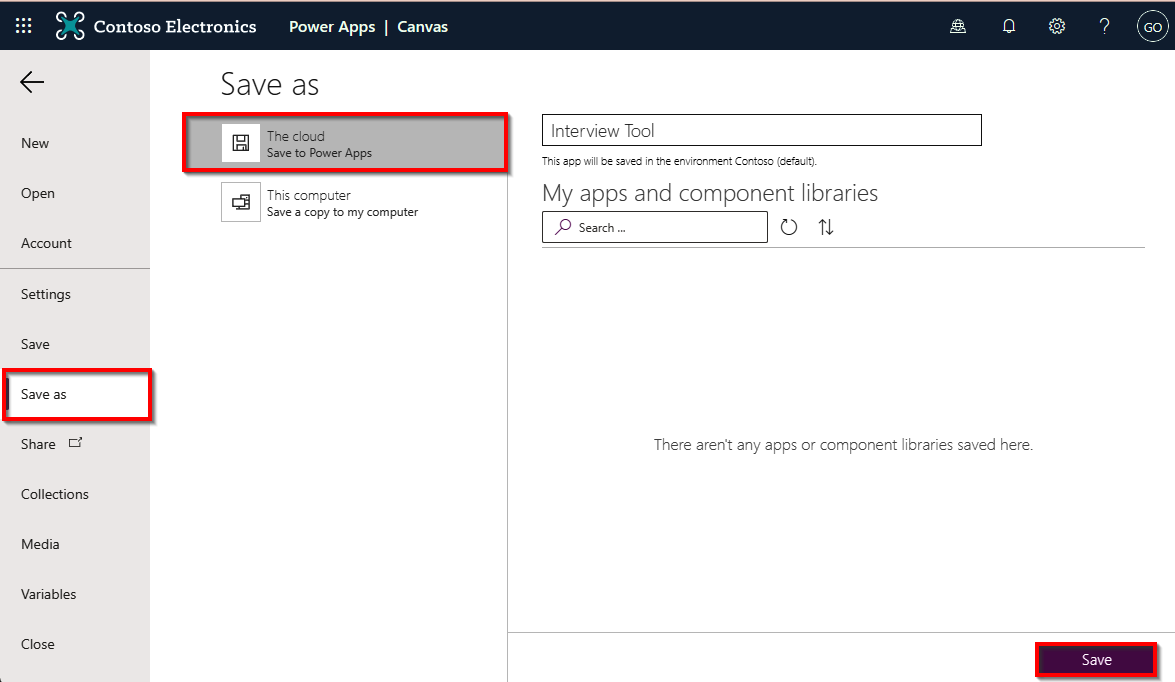 Contoso Electronics
Power Apps | Canvas
GO
New
Open
Account
Settings
Save
Save as
Share
Collections
Media
Variables
Close
Save as
The cloud
Save to Power Apps
This computer
Save a copy to my computer
Interview Tool
This app will be saved in the environment Contoso (default).
My apps and component libraries
Search ...
There aren't any apps or component libraries saved here.
Save